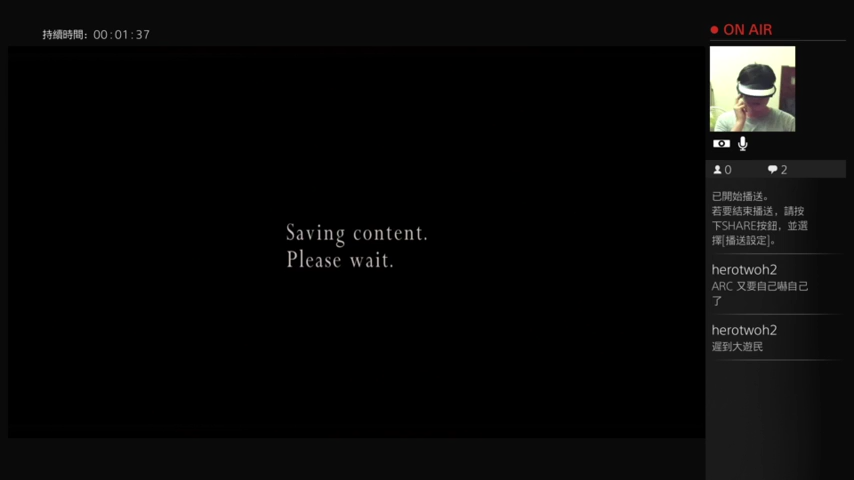 持續時間: 00:01:37
ON AIR
Saving content.
Please wait.
0 2
已開始播送。
若要結束播送，請按
下SHARE按鈕，並選
擇[播送設定]。
herotwoh2
ARC 又要自己嚇自己
了
herotwoh2
遲到大遊民